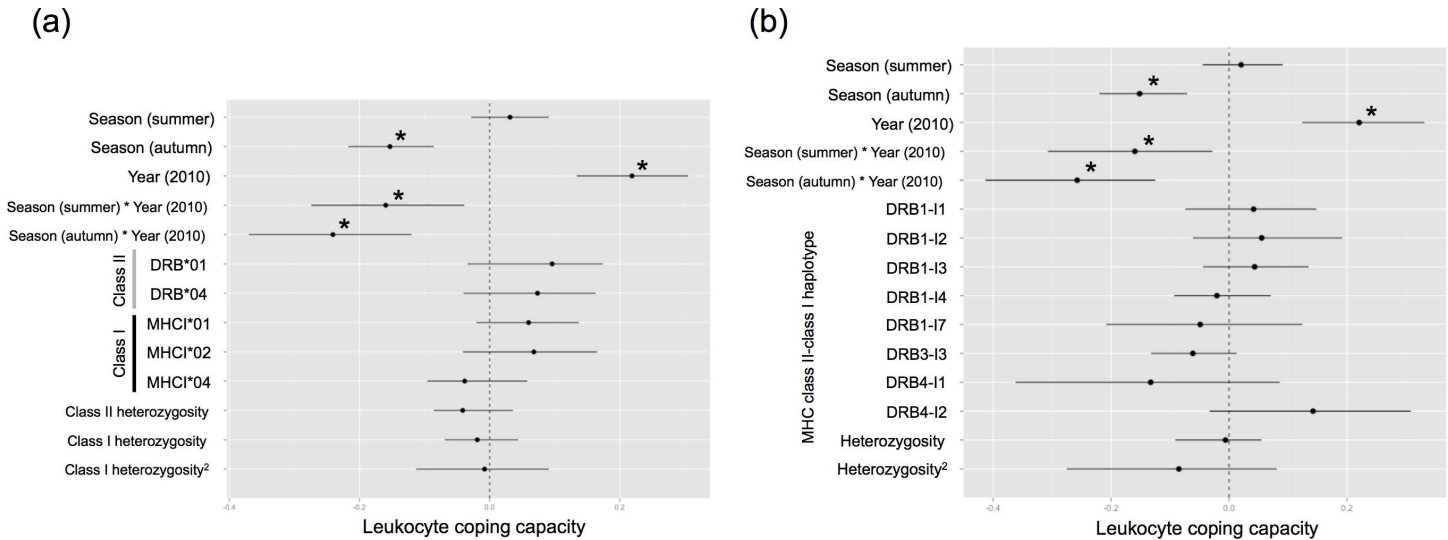 (a)
Season (summer)
Season (autumn)
*
Year (2010)
*
Season (summer) * Year (2010)
*
Season (autumn) * Year (2010)
*
Class II
DRB*01
DRB*04
Class I
MHCI*01
MHCI*02
MHCI*04
Class II heterozygosity
Class I heterozygosity
Class I heterozygosity²
-0.4 -0.2 0.0 0.2
Leukocyte coping capacity
(b)
Season (summer)
Season (autumn)
*
Year (2010)
*
Season (summer) * Year (2010)
*
Season (autumn) * Year (2010)
*
MHC class II-class I haplotype
DRB1-I1
DRB1-I2
DRB1-I3
DRB1-I4
DRB1-I7
DRB3-I3
DRB4-I1
DRB4-I2
Heterozygosity
Heterozygosity²
-0.4 -0.2 0.0 0.2
Leukocyte coping capacity